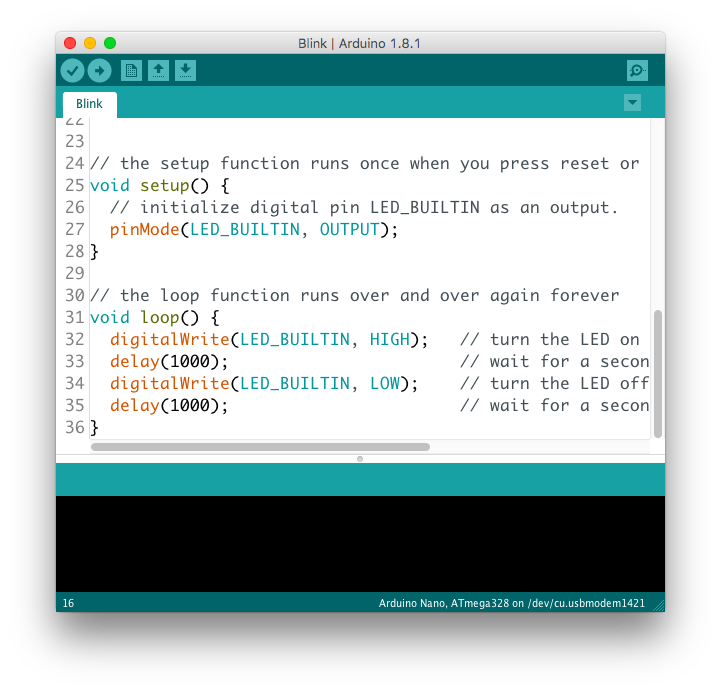 Blink | Arduino 1.8.1
Blink
22
23
24 // the setup function runs once when you press reset or
25 void setup() {
26   // initialize digital pin LED_BUILTIN as an output.
27   pinMode(LED_BUILTIN, OUTPUT);
28 }
29
30 // the loop function runs over and over again forever
31 void loop() {
32   digitalWrite(LED_BUILTIN, HIGH);   // turn the LED on
33   delay(1000);                       // wait for a secon
34   digitalWrite(LED_BUILTIN, LOW);    // turn the LED off
35   delay(1000);                       // wait for a secon
36 }
16 Arduino Nano, ATmega328 on /dev/cu.usbmodem1421